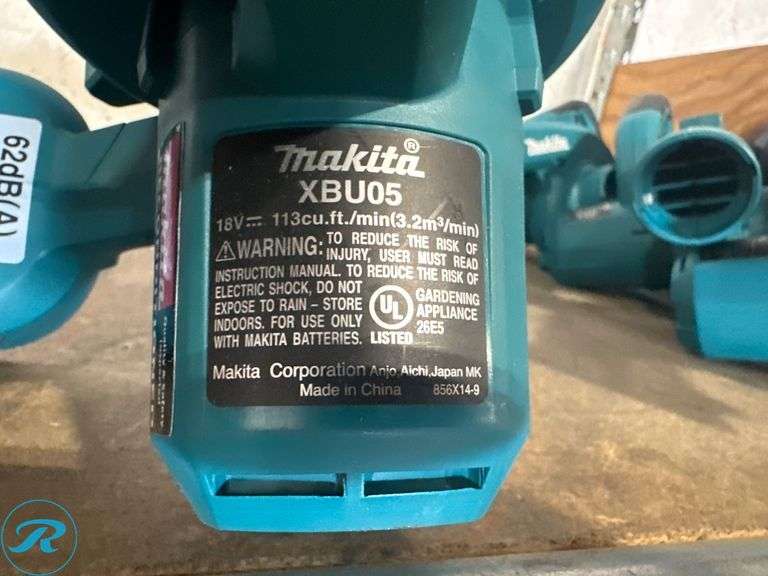 62dB(A)
Makita®
XBU05
18V⎓ 113cu.ft./min(3.2m³/min)
⚠WARNING: TO REDUCE THE RISK OF
INJURY, USER MUST READ
INSTRUCTION MANUAL. TO REDUCE THE RISK OF
ELECTRIC SHOCK, DO NOT
EXPOSE TO RAIN – STORE
INDOORS. FOR USE ONLY
WITH MAKITA BATTERIES.
UL
LISTED
GARDENING
APPLIANCE
26E5
Makita Corporation Anjo,Aichi,Japan MK
Made in China 856X14-9
makita
R